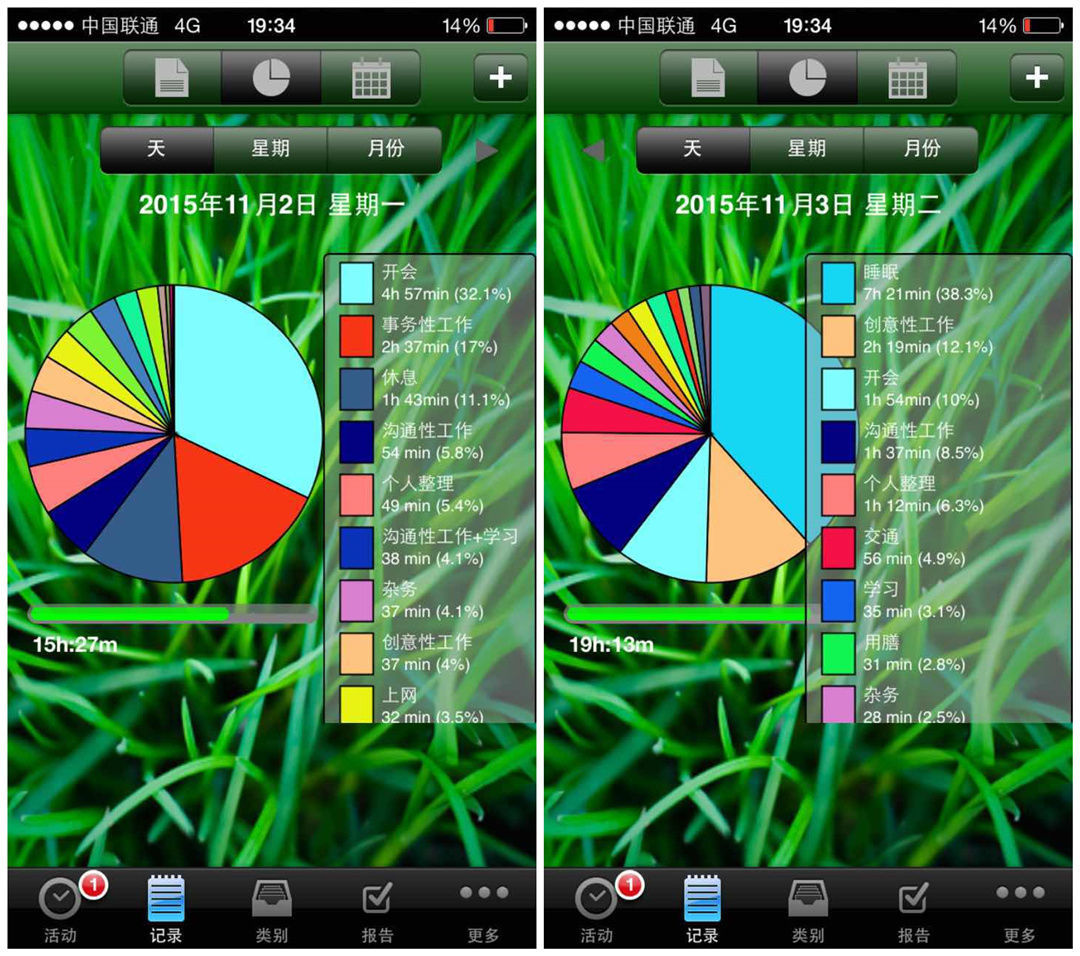 中国联通 4G 19:34 14%
天 星期 月份
2015年11月2日 星期一
开会
4h 57min (32.1%)
事务性工作
2h 37min (17%)
休息
1h 43min (11.1%)
沟通性工作
54 min (5.8%)
个人整理
49 min (5.4%)
沟通性工作+学习
38 min (4.1%)
杂务
37 min (4.1%)
创意性工作
37 min (4%)
上网
32 min (3.5%)
15h:27m
1
活动 记录 类别 报告 更多
中国联通 4G 19:34 14%
天 星期 月份
2015年11月3日 星期二
睡眠
7h 21min (38.3%)
创意性工作
2h 19min (12.1%)
开会
1h 54min (10%)
沟通性工作
1h 37min (8.5%)
个人整理
1h 12min (6.3%)
交通
56 min (4.9%)
学习
35 min (3.1%)
用膳
31 min (2.8%)
杂务
28 min (2.5%)
19h:13m
1
活动 记录 类别 报告 更多